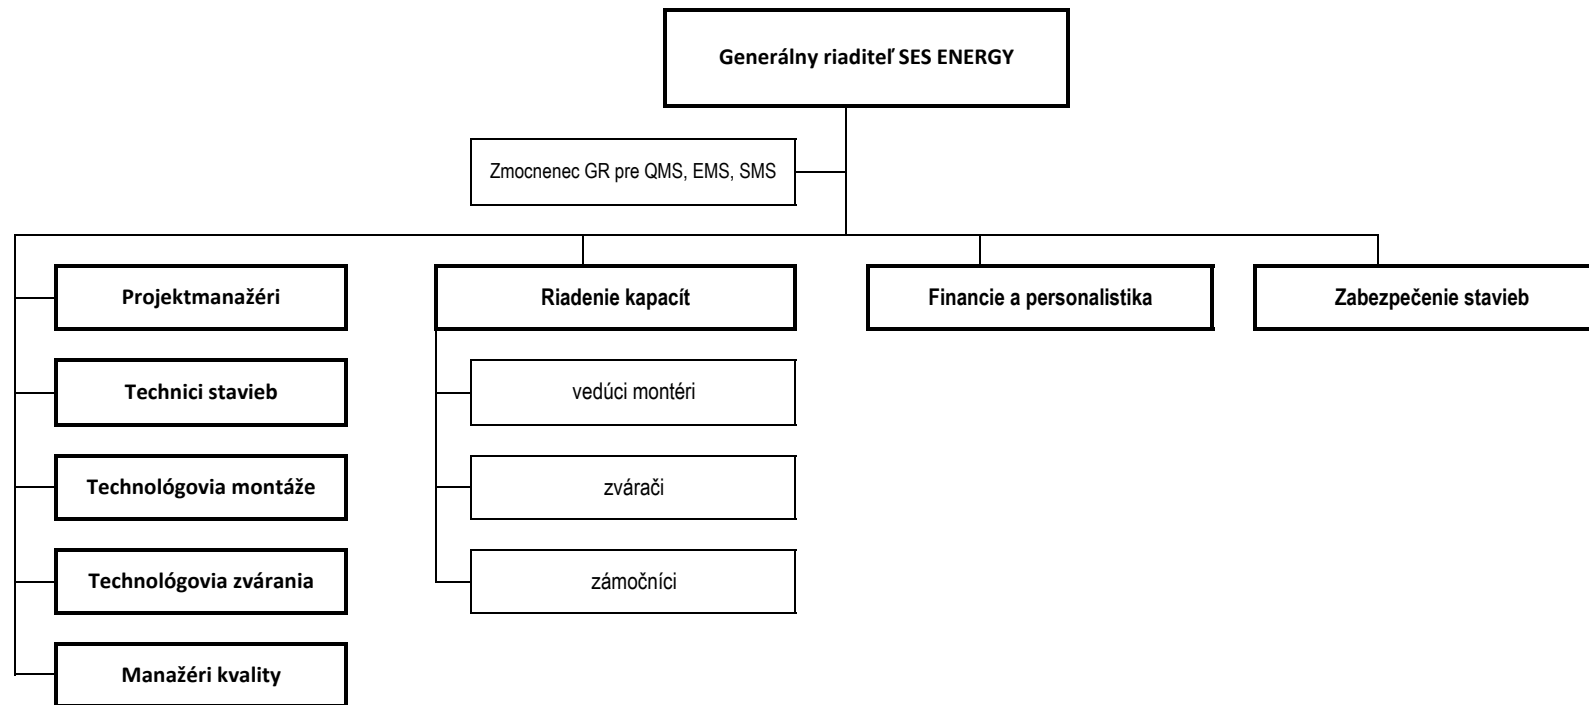 Generálny riaditeľ SES ENERGY
Zmocnenec GR pre QMS, EMS, SMS
Projektmanažéri
Riadenie kapacít
Financie a personalistika
Zabezpečenie stavieb
Technici stavieb
vedúci montéri
Technológovia montáže
zvárači
Technológovia zvárania
zámočníci
Manažéri kvality